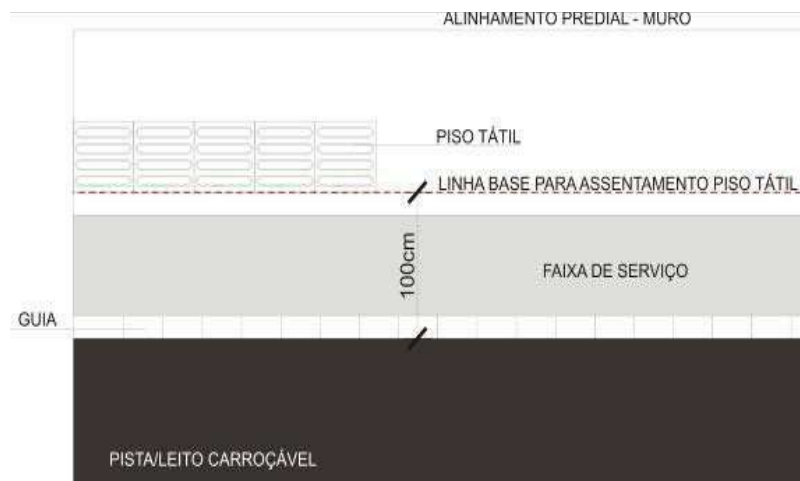 ALINHAMENTO PREDIAL - MURO
PISO TÁTIL
LINHA BASE PARA ASSENTAMENTO PISO TÁTIL
100cm
FAIXA DE SERVIÇO
GUIA
PISTA/LEITO CARROÇÁVEL